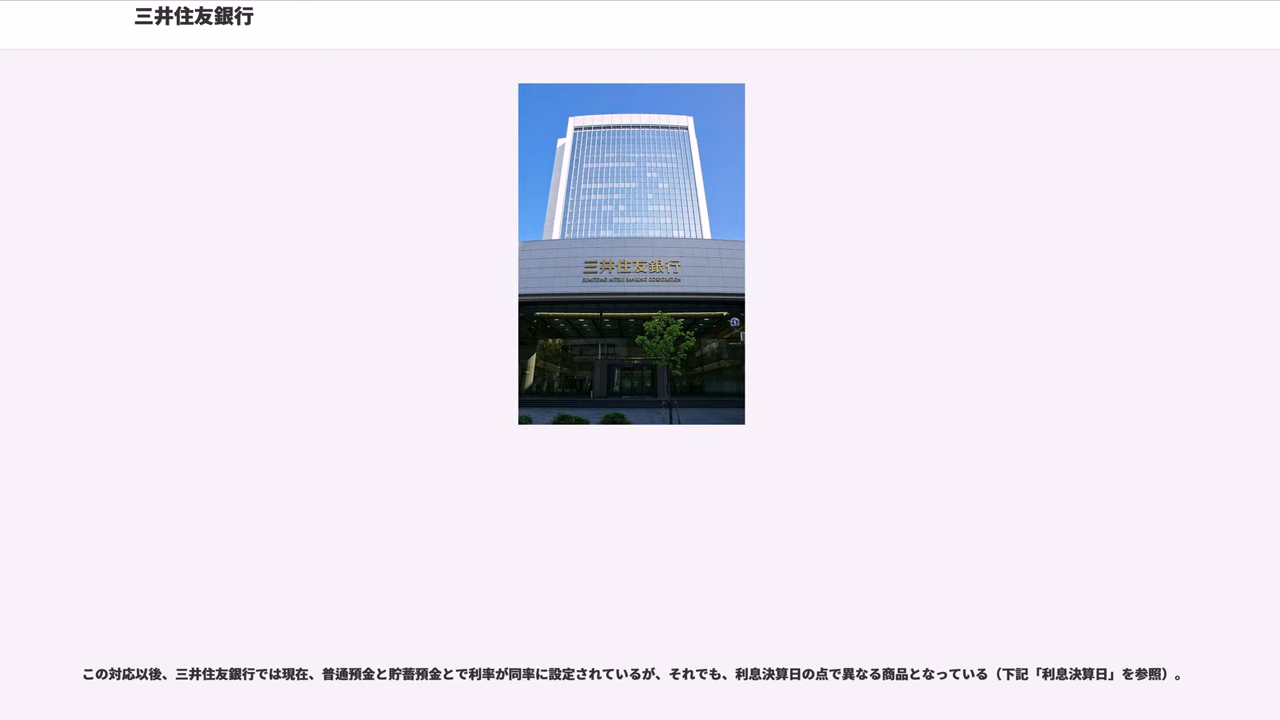 三井住友銀行
三井住友銀行
SUMITOMO MITSUI BANKING CORPORATION
この対応以後、三井住友銀行では現在、普通預金と貯蓄預金とで利率が同率に設定されているが、それでも、利息決算日の点で異なる商品となっている（下記「利息決算日」を参照）。